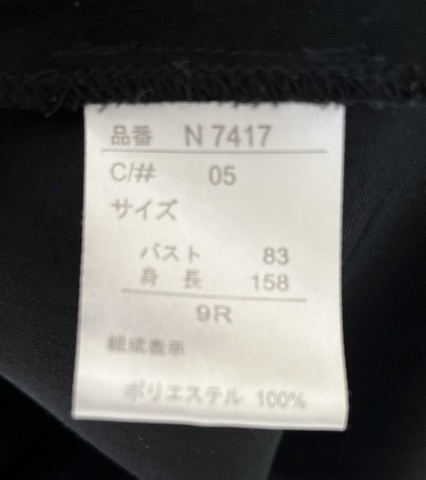 品番 N 7417
C/# 05
サイズ
バスト 83
身長 158
9R
組成表示
ポリエステル 100%